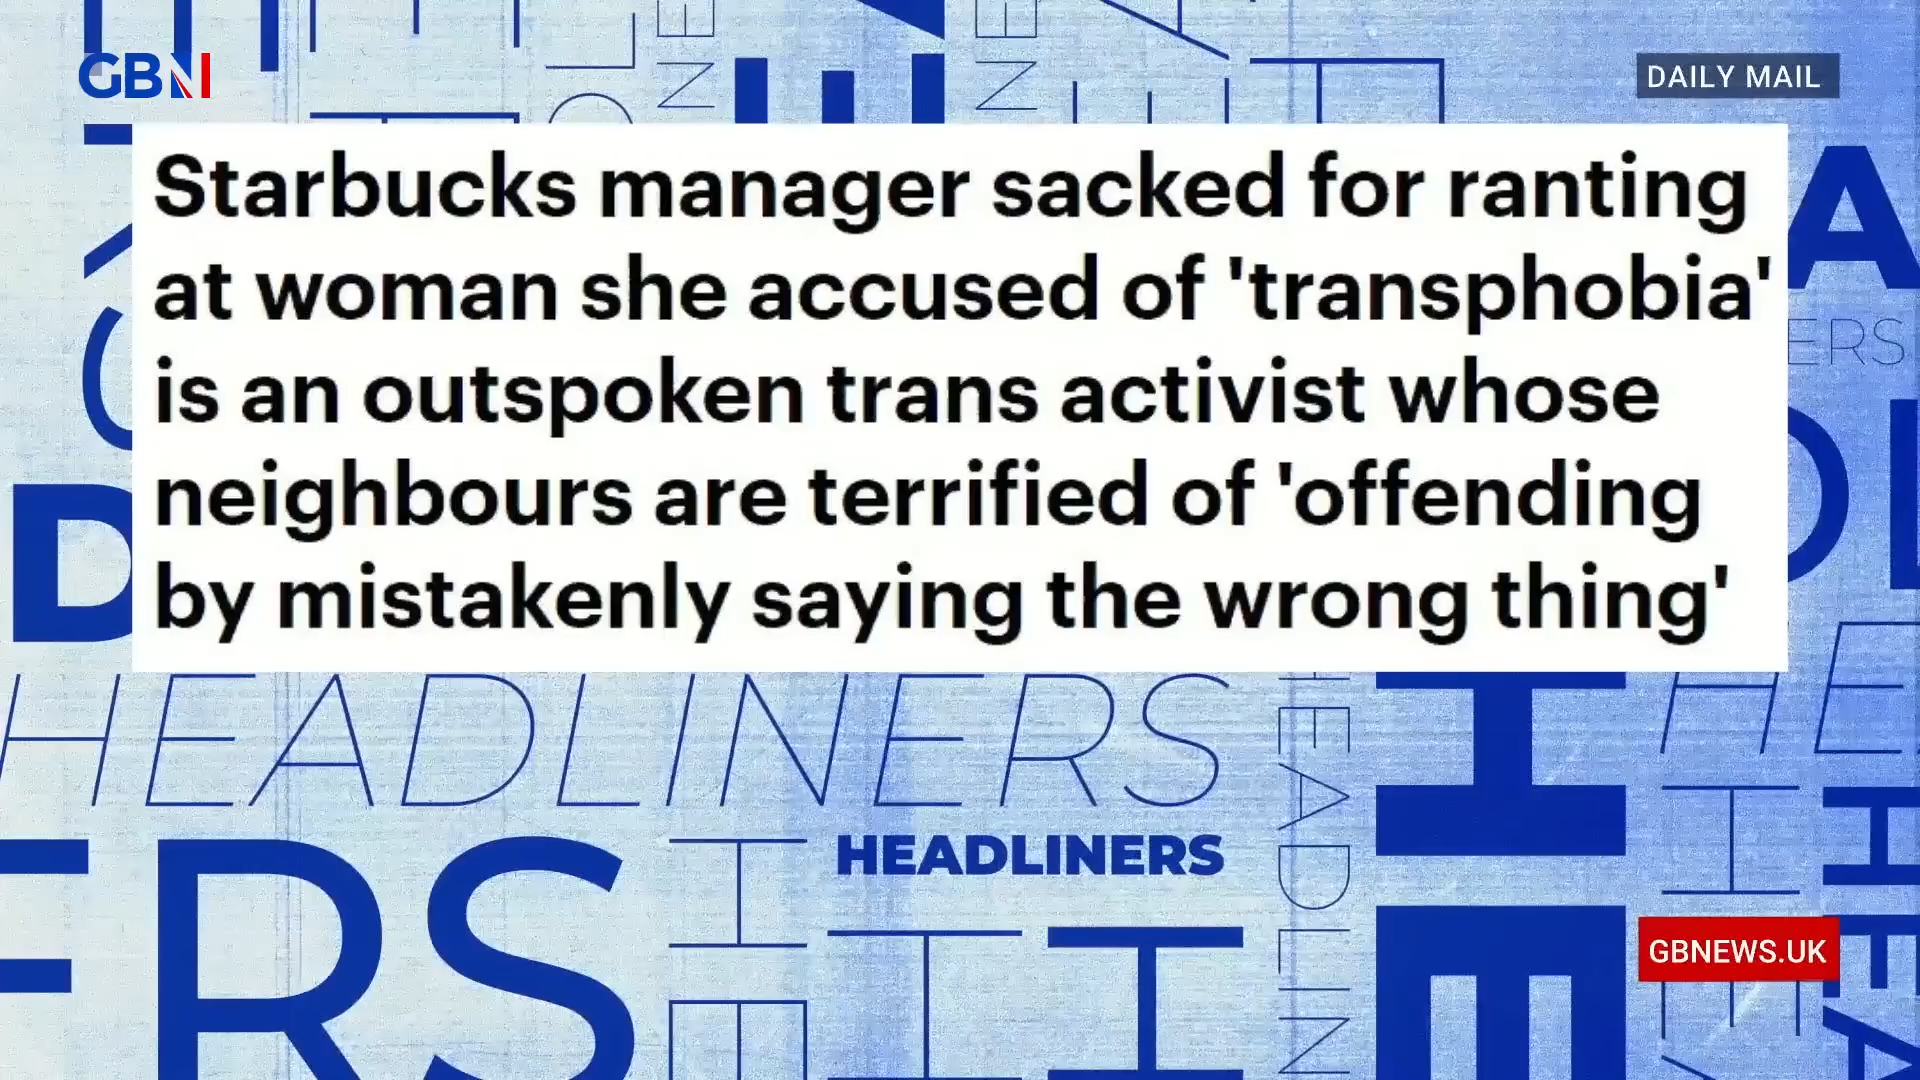 GBN
DAILY MAIL
Starbucks manager sacked for ranting
at woman she accused of 'transphobia'
is an outspoken trans activist whose
neighbours are terrified of 'offending
by mistakenly saying the wrong thing'
HEADLINERS
HEADLINERS
GBNEWS.UK